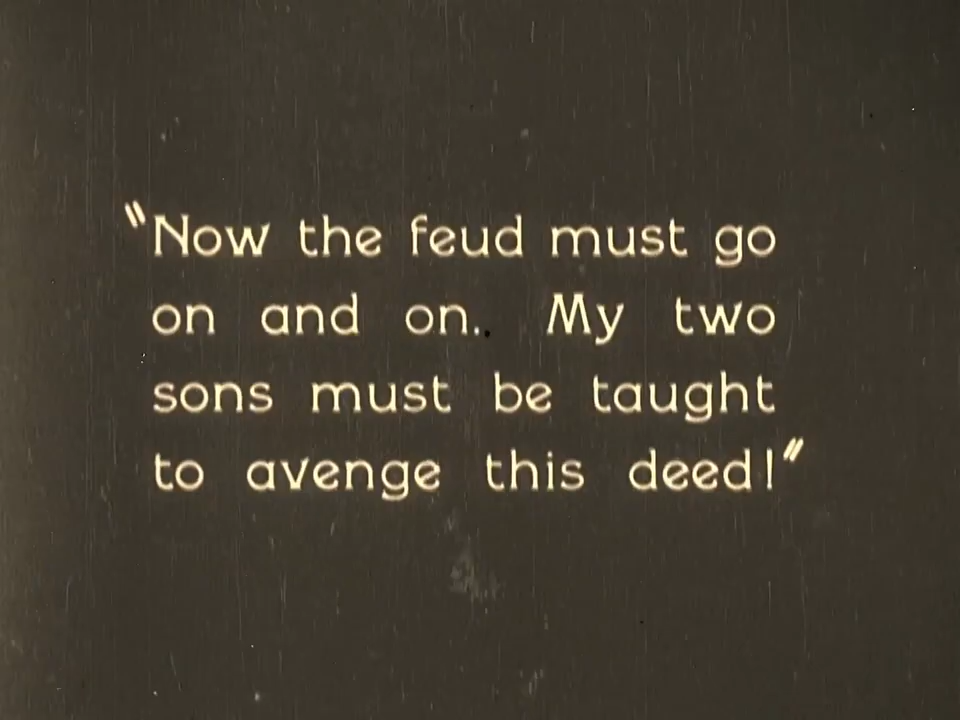 "Now the feud must go
on and on. My two
sons must be taught
to avenge this deed!"